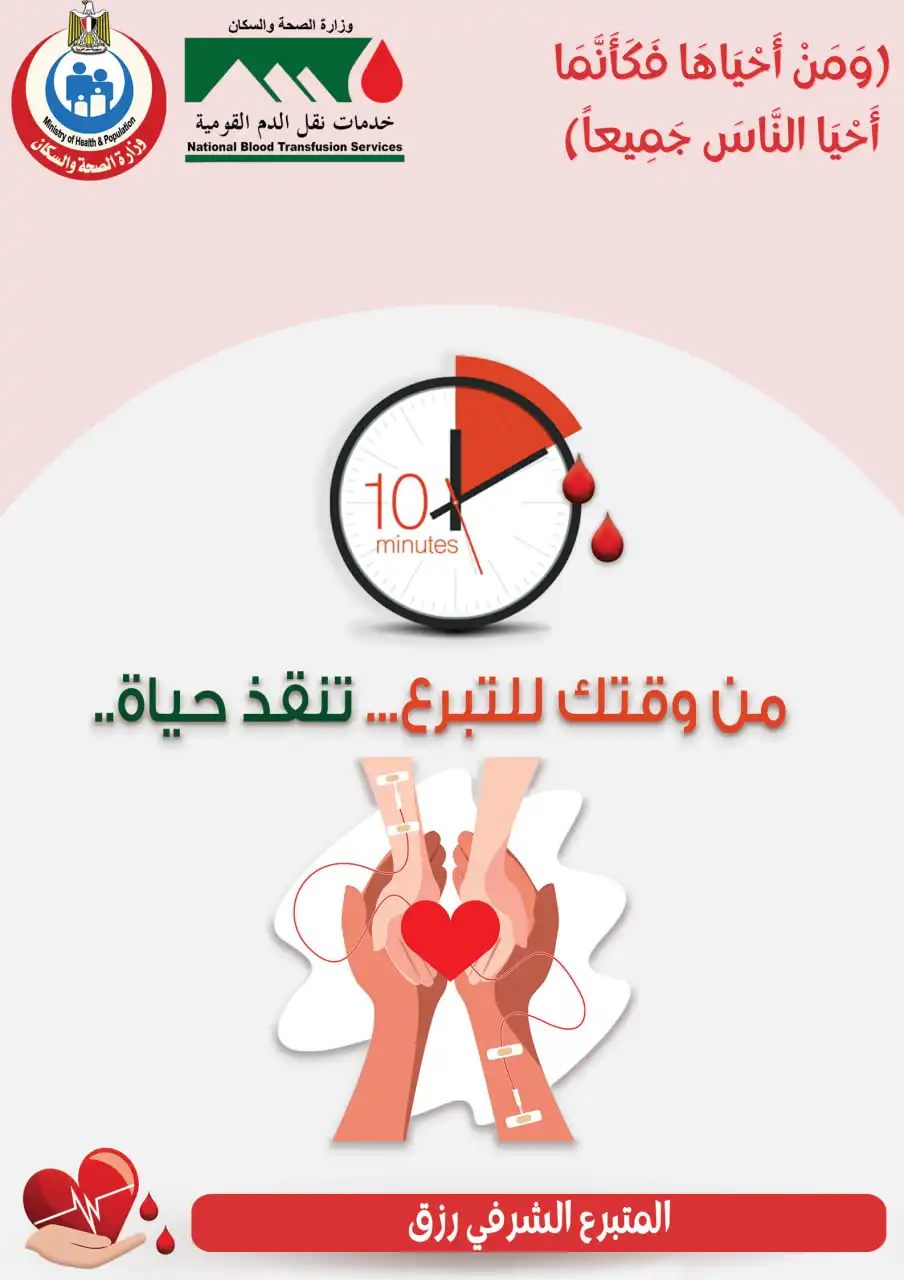 وزارة الصحة والسكان
خدمات نقل الدم القومية
National Blood Transfusion Services
Ministry of Health & Population
وزارة الصحة والسكان
(وَمَنْ أَحْيَاهَا فَكَأَنَّمَا
أَحْيَا النَّاسَ جَمِيعاً)
10
minutes
من وقتك للتبرع... تنقذ حياة..
المتبرع الشرفي رزق